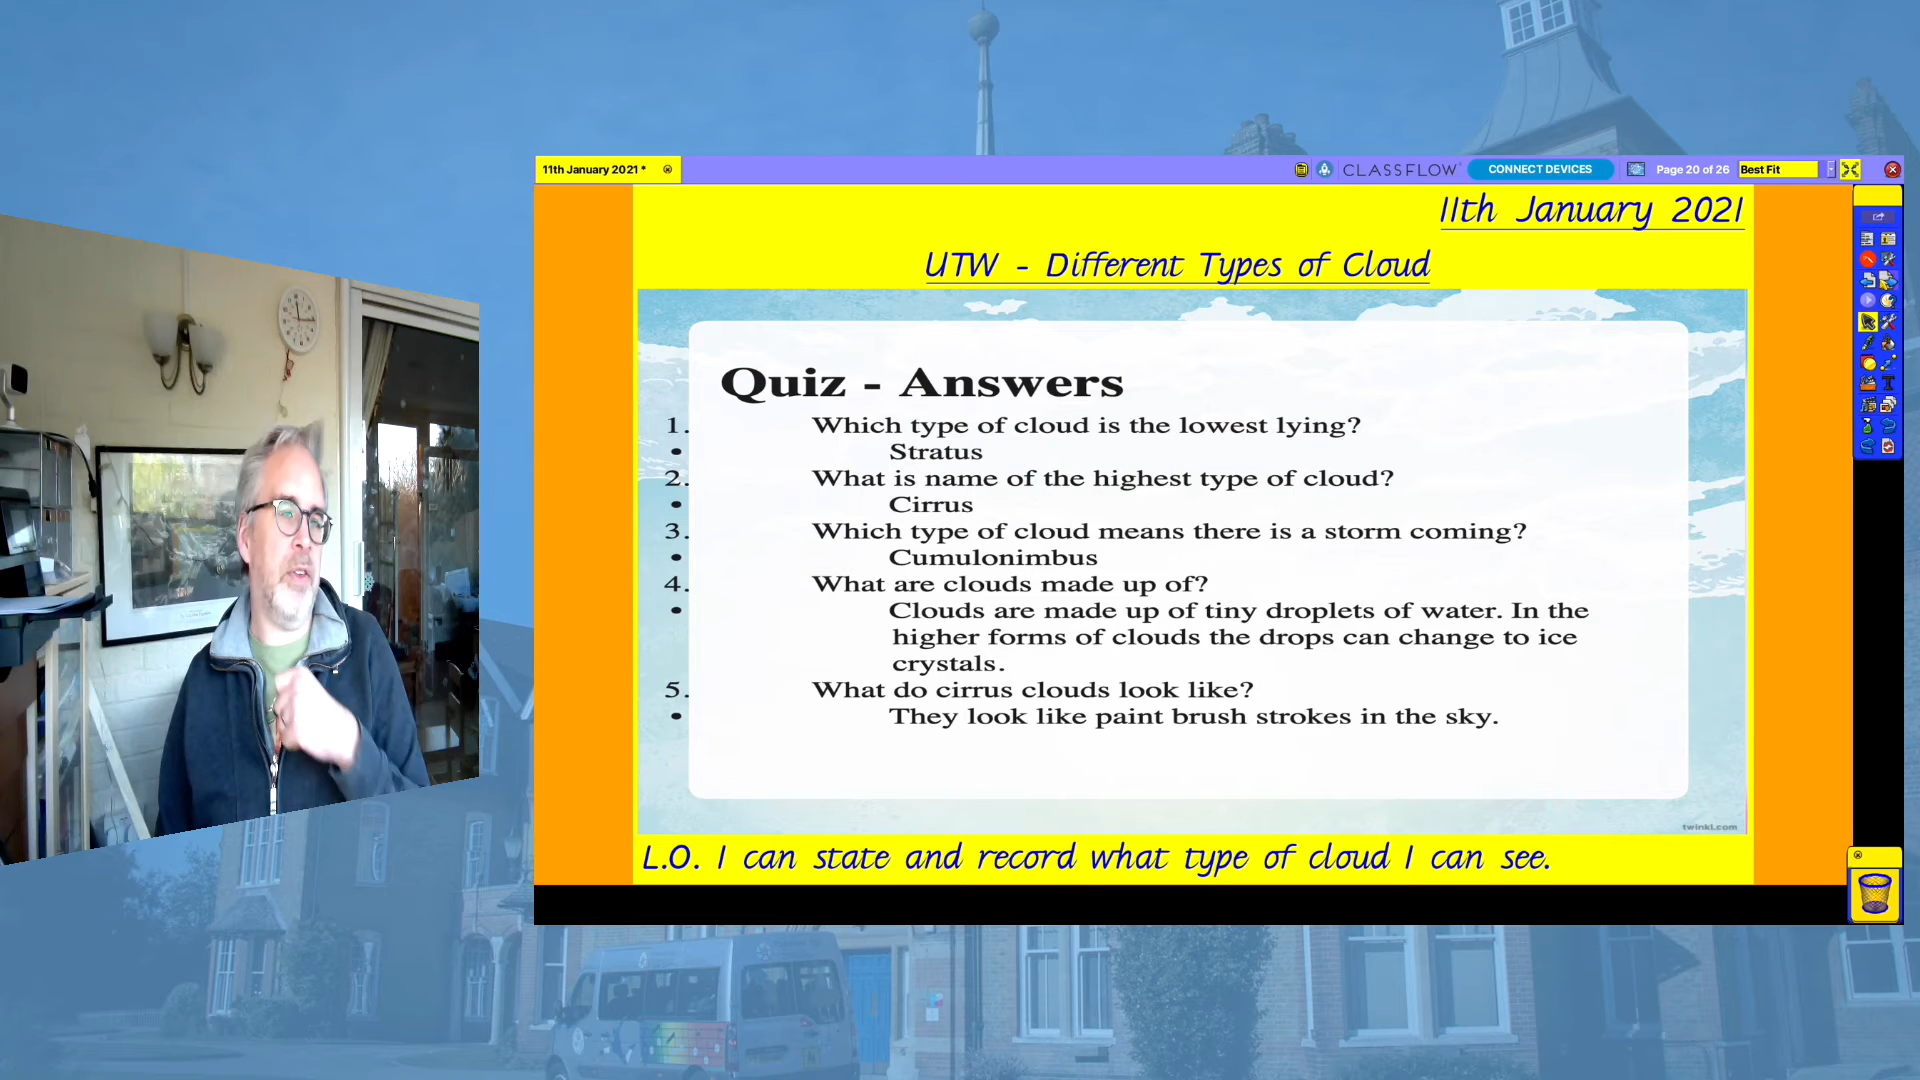 11th January 2021 *
CLASSFLOW
CONNECT DEVICES
Page 20 of 26
Best Fit
11th January 2021
UTW - Different Types of Cloud
Quiz - Answers
1. Which type of cloud is the lowest lying?
• Stratus
2. What is name of the highest type of cloud?
• Cirrus
3. Which type of cloud means there is a storm coming?
• Cumulonimbus
4. What are clouds made up of?
• Clouds are made up of tiny droplets of water. In the
higher forms of clouds the drops can change to ice
crystals.
5. What do cirrus clouds look like?
• They look like paint brush strokes in the sky.
twinkl.com
L.O. I can state and record what type of cloud I can see.